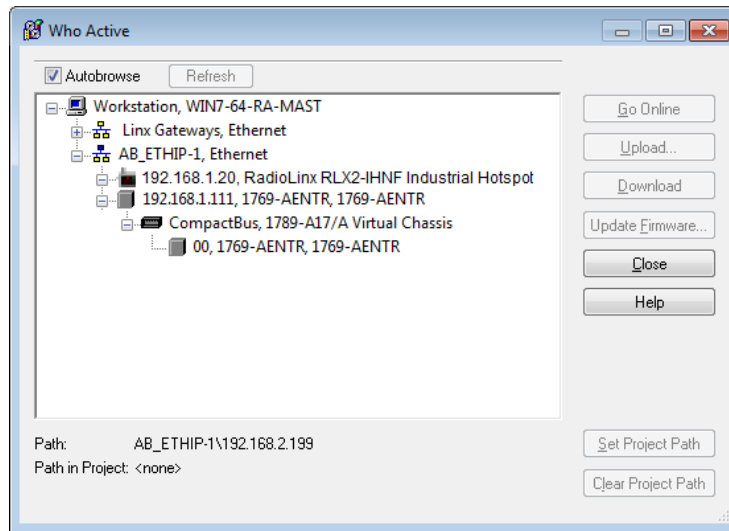 Who Active
Autobrowse Refresh
Workstation, WIN7-64-RA-MAST
Linx Gateways, Ethernet
AB_ETHIP-1, Ethernet
192.168.1.20, RadioLinx RLX2-IHNF Industrial Hotspot
192.168.1.111, 1769-AENTR, 1769-AENTR
CompactBus, 1789-A17/A Virtual Chassis
00, 1769-AENTR, 1769-AENTR
Go Online
Upload...
Download
Update Firmware...
Close
Help
Path: AB_ETHIP-1\192.168.2.199
Path in Project: <none>
Set Project Path
Clear Project Path